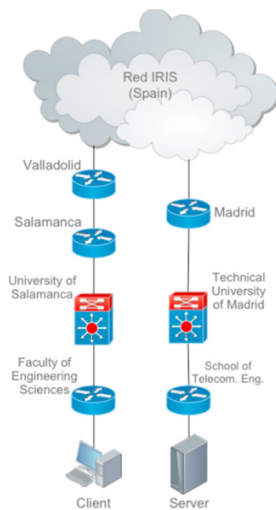 Red IRIS
(Spain)
Valladolid
Salamanca
Madrid
University of
Salamanca
Technical
University
of Madrid
Faculty of
Engineering
Sciences
School of
Telecom. Eng.
Client
Server